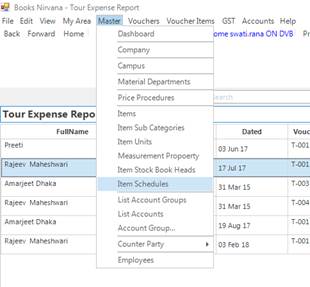 Books Nirvana - Tour Expense Report
File Edit View My Area Master Vouchers Voucher Items GST Accounts Help
Back Forward Home ome swati.rana ON DVB
Dashboard
Company
Campus
Material Departments
Price Procedures
Search
Items
Tour Expense Repo
Item Sub Categories
FullName Dated Vouc
Item Units
Preeti 03 Jun 17 T-001
Measurement Property
Rajeev Maheshwari 17 Jul 17 T-001
Item Stock Book Heads
Item Schedules
Amarjeet Dhaka 31 Mar 15 T-003
List Account Groups
Rajeev Maheshwari 31 Mar 15 T-004
List Accounts
Amarjeet Dhaka 19 Aug 17 T-001
Account Group...
Rajeev Maheshwari 03 Feb 18 T-001
Counter Party
Employees